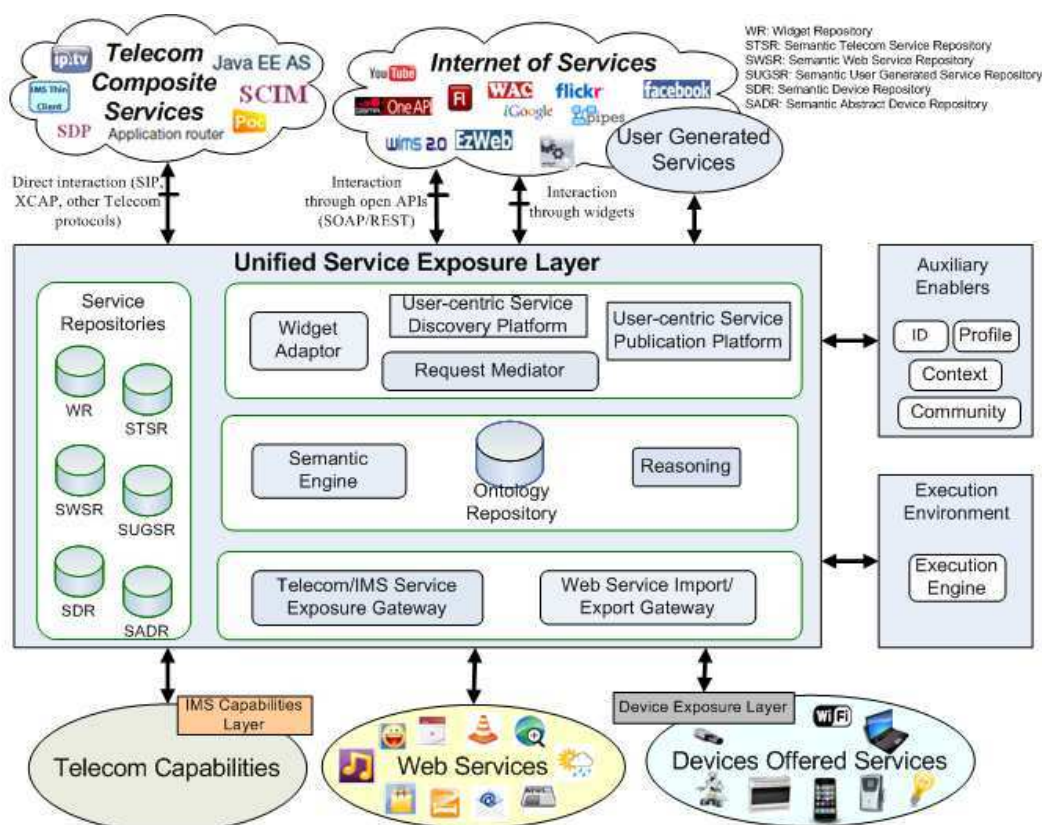 WR: Widget Repository
STSR: Semantic Telecom Service Repository
SWSR: Semantic Web Service Repository
SUGSR: Semantic User Generated Service Repository
SDR: Semantic Device Repository
SADR: Semantic Abstract Device Repository
Telecom
Composite
Services
ip.tv
Java EE AS
IMS Thin
Client
SCIM
SDP
Application router
Poc
Internet of Services
YouTube
OneAPI
WAC
flickr
facebook
iGoogle
pipes
wims 2.0
EzWeb
User Generated
Services
Direct interaction (SIP,
XCAP, other Telecom
protocols)
Interaction
through open APIs
(SOAP/REST)
Interaction
through widgets
Unified Service Exposure Layer
Service
Repositories
WR
STSR
SWSR
SUGSR
SDR
SADR
Widget
Adaptor
User-centric Service
Discovery Platform
User-centric Service
Publication Platform
Request Mediator
Semantic
Engine
Ontology
Repository
Reasoning
Telecom/IMS Service
Exposure Gateway
Web Service Import/
Export Gateway
Auxiliary
Enablers
ID
Profile
Context
Community
Execution
Environment
Execution
Engine
IMS Capabilities
Layer
Telecom Capabilities
Web Services
Device Exposure Layer
WiFi
Devices Offered Services